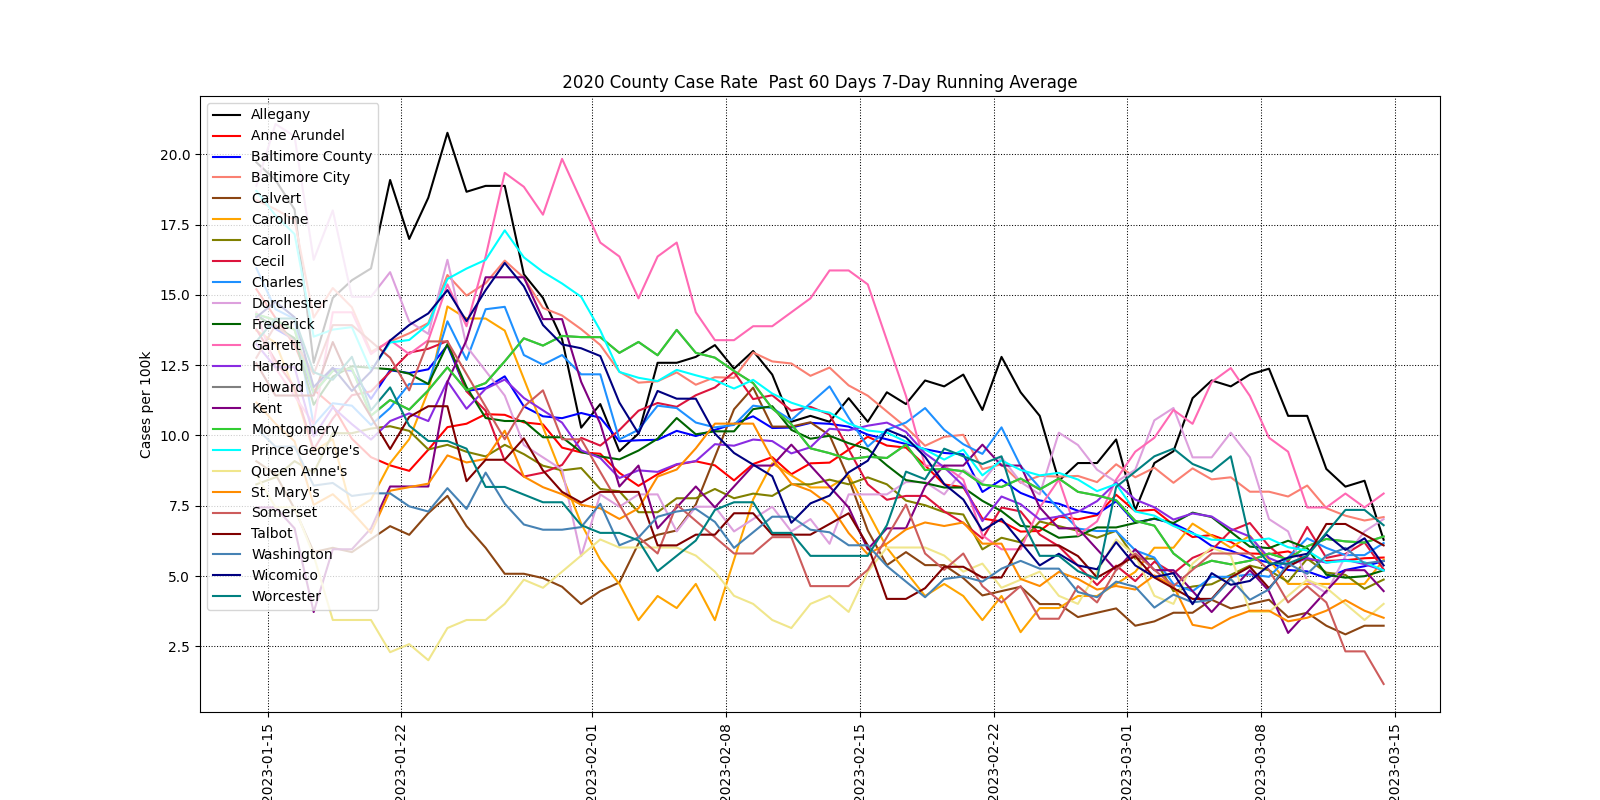 2020 County Case Rate  Past 60 Days 7-Day Running Average
Cases per 100k
20.0
17.5
15.0
12.5
10.0
7.5
5.0
2.5
Allegany
Anne Arundel
Baltimore County
Baltimore City
Calvert
Caroline
Caroll
Cecil
Charles
Dorchester
Frederick
Garrett
Harford
Howard
Kent
Montgomery
Prince George's
Queen Anne's
St. Mary's
Somerset
Talbot
Washington
Wicomico
Worcester
2023-01-15
2023-01-22
2023-02-01
2023-02-08
2023-02-15
2023-02-22
2023-03-01
2023-03-08
2023-03-15